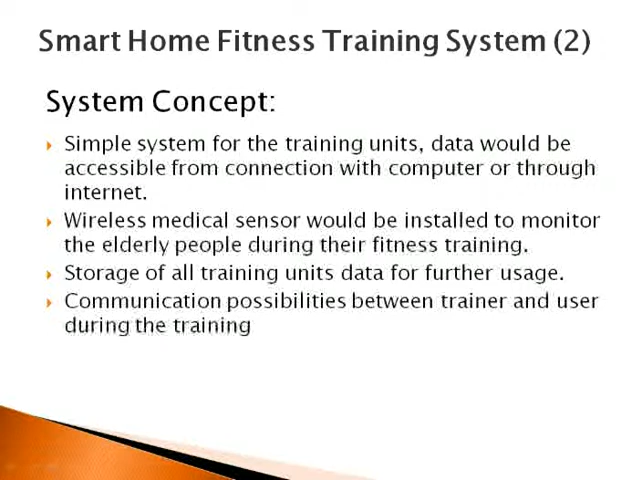 Smart Home Fitness Training System (2)
System Concept:
Simple system for the training units, data would be
accessible from connection with computer or through
internet.
Wireless medical sensor would be installed to monitor
the elderly people during their fitness training.
Storage of all training units data for further usage.
Communication possibilities between trainer and user
during the training